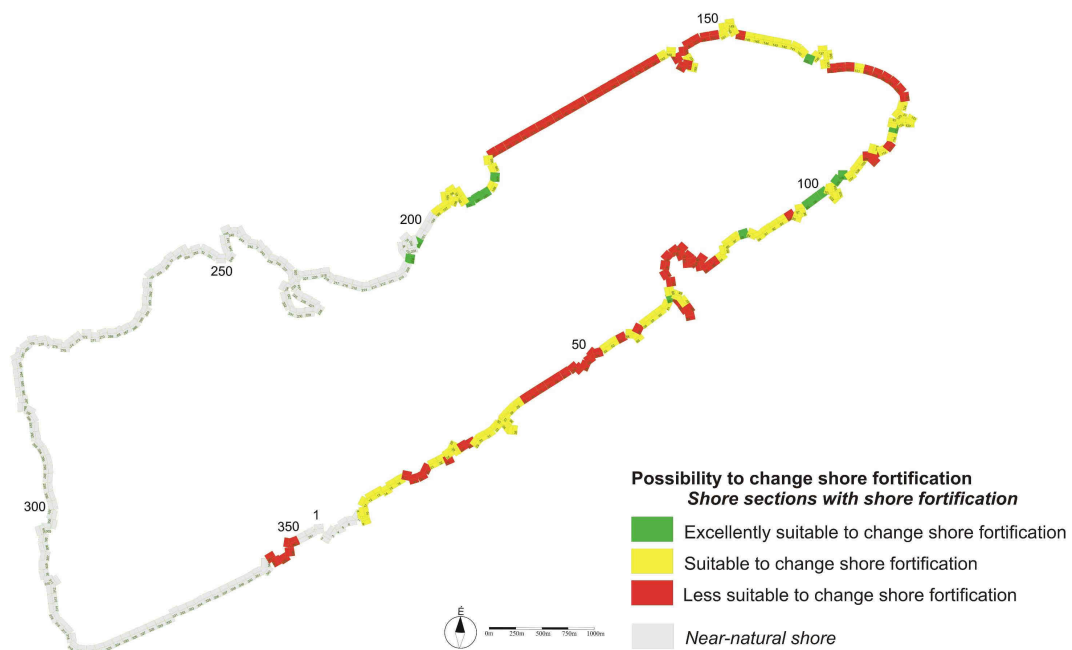 150
100
200
250
50
Possibility to change shore fortification
Shore sections with shore fortification
300
350
1
Excellently suitable to change shore fortification
Suitable to change shore fortification
Less suitable to change shore fortification
Near-natural shore
É
0m 250m 500m 750m 1000m